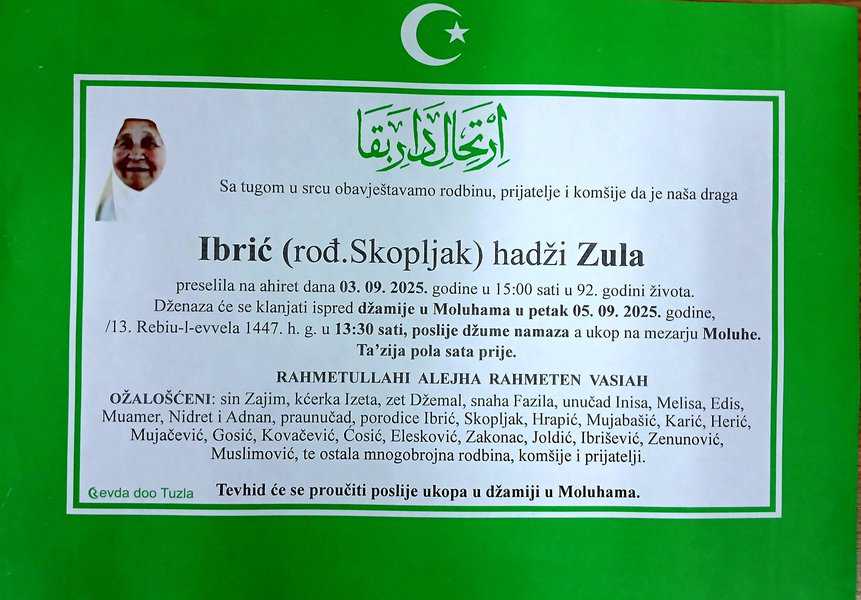 اِرْتِحَالِ دَارِ بَقَا
Sa tugom u srcu obavještavamo rodbinu, prijatelje i komšije da je naša draga
Ibrić (rođ.Skopljak) hadži Zula
preselila na ahiret dana 03. 09. 2025. godine u 15:00 sati u 92. godini života.
Dženaza će se klanjati ispred džamije u Moluhama u petak 05. 09. 2025. godine,
/13. Rebiu-l-evvela 1447. h. g. u 13:30 sati, poslije džume namaza a ukop na mezarju Moluhe.
Ta’zija pola sata prije.
RAHMETULLAHI ALEJHA RAHMETEN VASIAH
OŽALOŠĆENI: sin Zajim, kćerka Izeta, zet Džemal, snaha Fazila, unučad Inisa, Melisa, Edis,
Muamer, Nidret i Adnan, praunučad, porodice Ibrić, Skopljak, Hrapić, Mujabašić, Karić, Herić,
Mujačević, Gosić, Kovačević, Ćosić, Elesković, Zakonac, Joldić, Ibrišević, Zenunović,
Muslimović, te ostala mnogobrojna rodbina, komšije i prijatelji.
Tevhid će se proučiti poslije ukopa u džamiji u Moluhama.
evda doo Tuzla